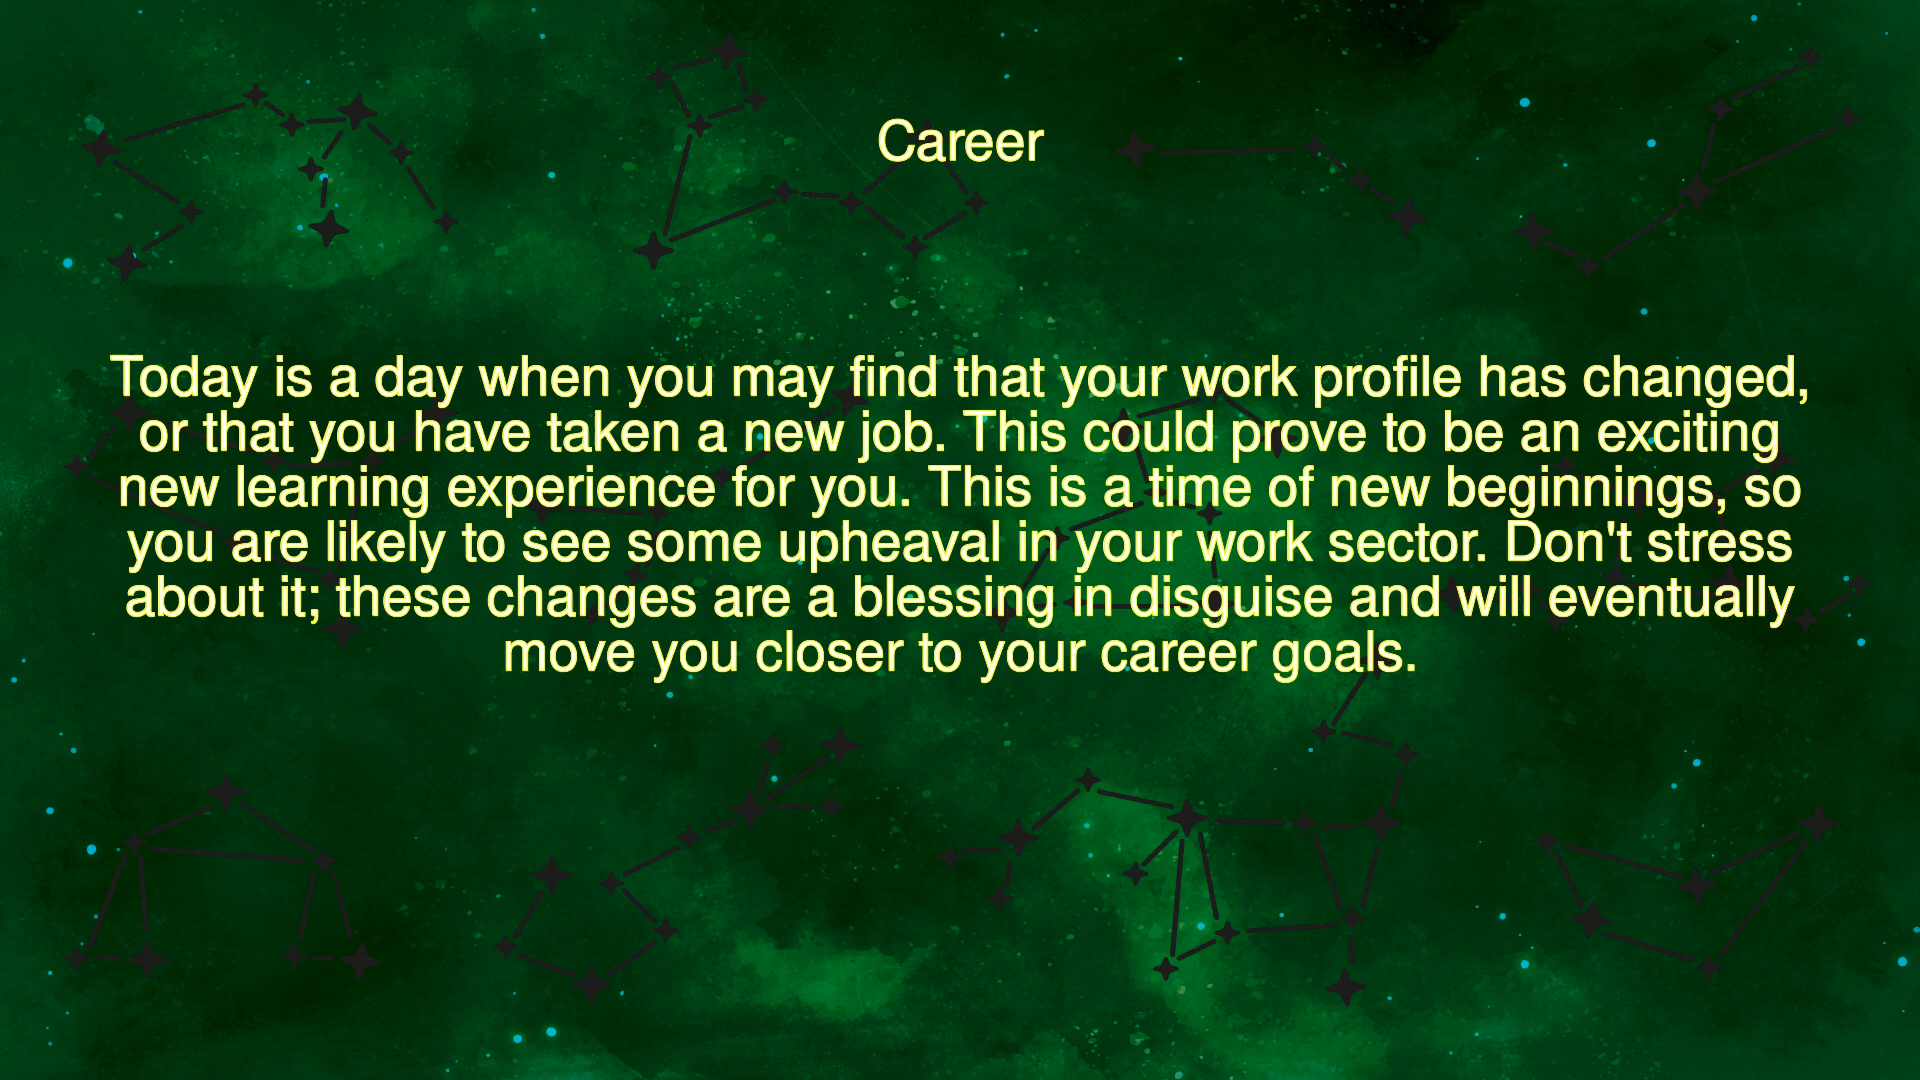 Career
Today is a day when you may find that your work profile has changed,
or that you have taken a new job. This could prove to be an exciting
new learning experience for you. This is a time of new beginnings, so
you are likely to see some upheaval in your work sector. Don't stress
about it; these changes are a blessing in disguise and will eventually
move you closer to your career goals.